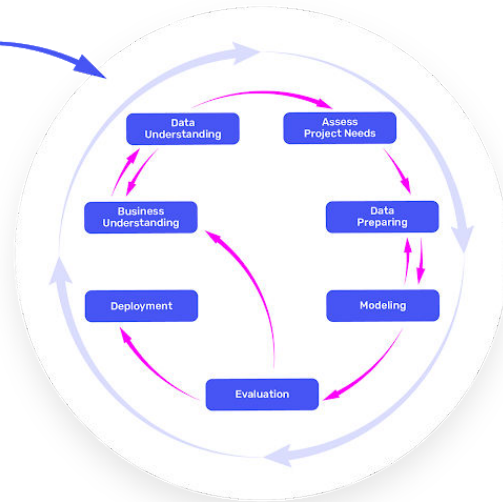 Data
Understanding
Assess
Project Needs
Business
Understanding
Data
Preparing
Deployment
Modeling
Evaluation